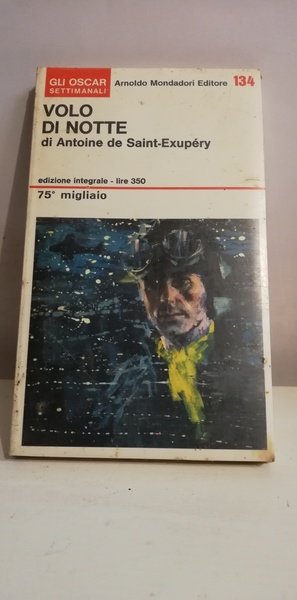 GLI OSCAR
SETTIMANALI
Arnoldo Mondadori Editore 134
VOLO
DI NOTTE
di Antoine de Saint-Exupéry
edizione integrale - lire 350
75° migliaio